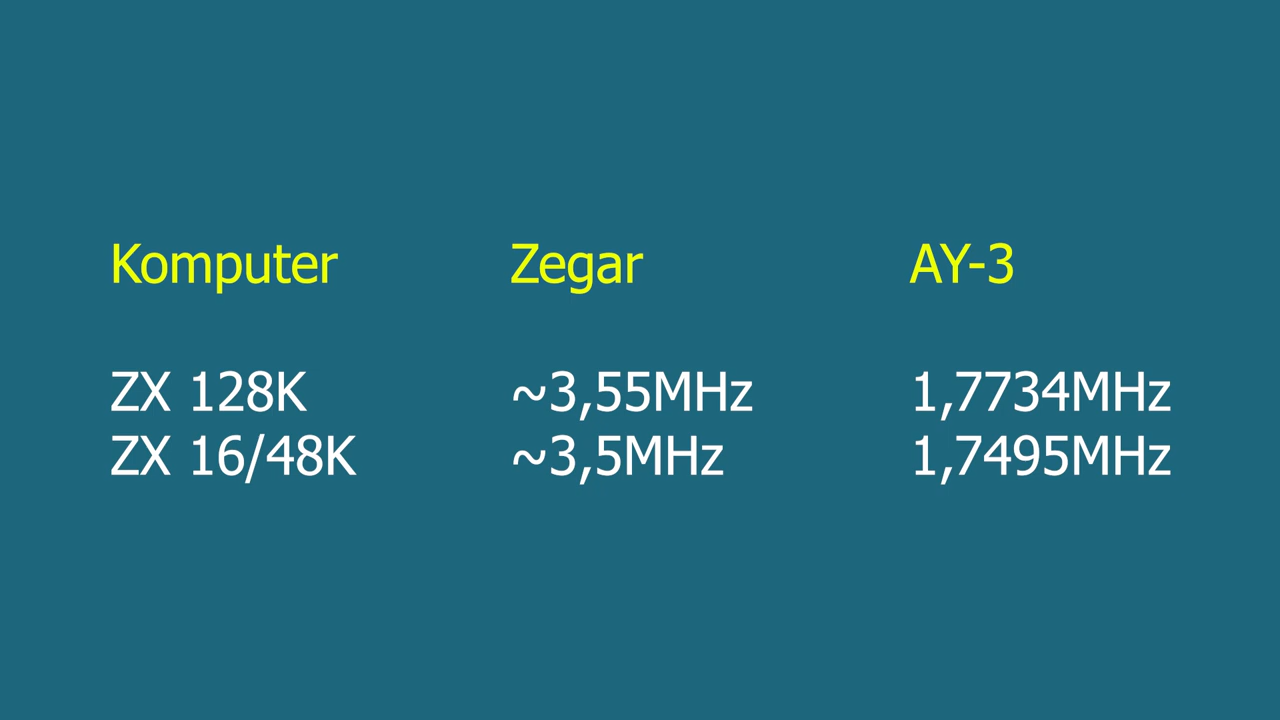 Komputer Zegar AY-3
ZX 128K ~3,55MHz 1,7734MHz
ZX 16/48K ~3,5MHz 1,7495MHz